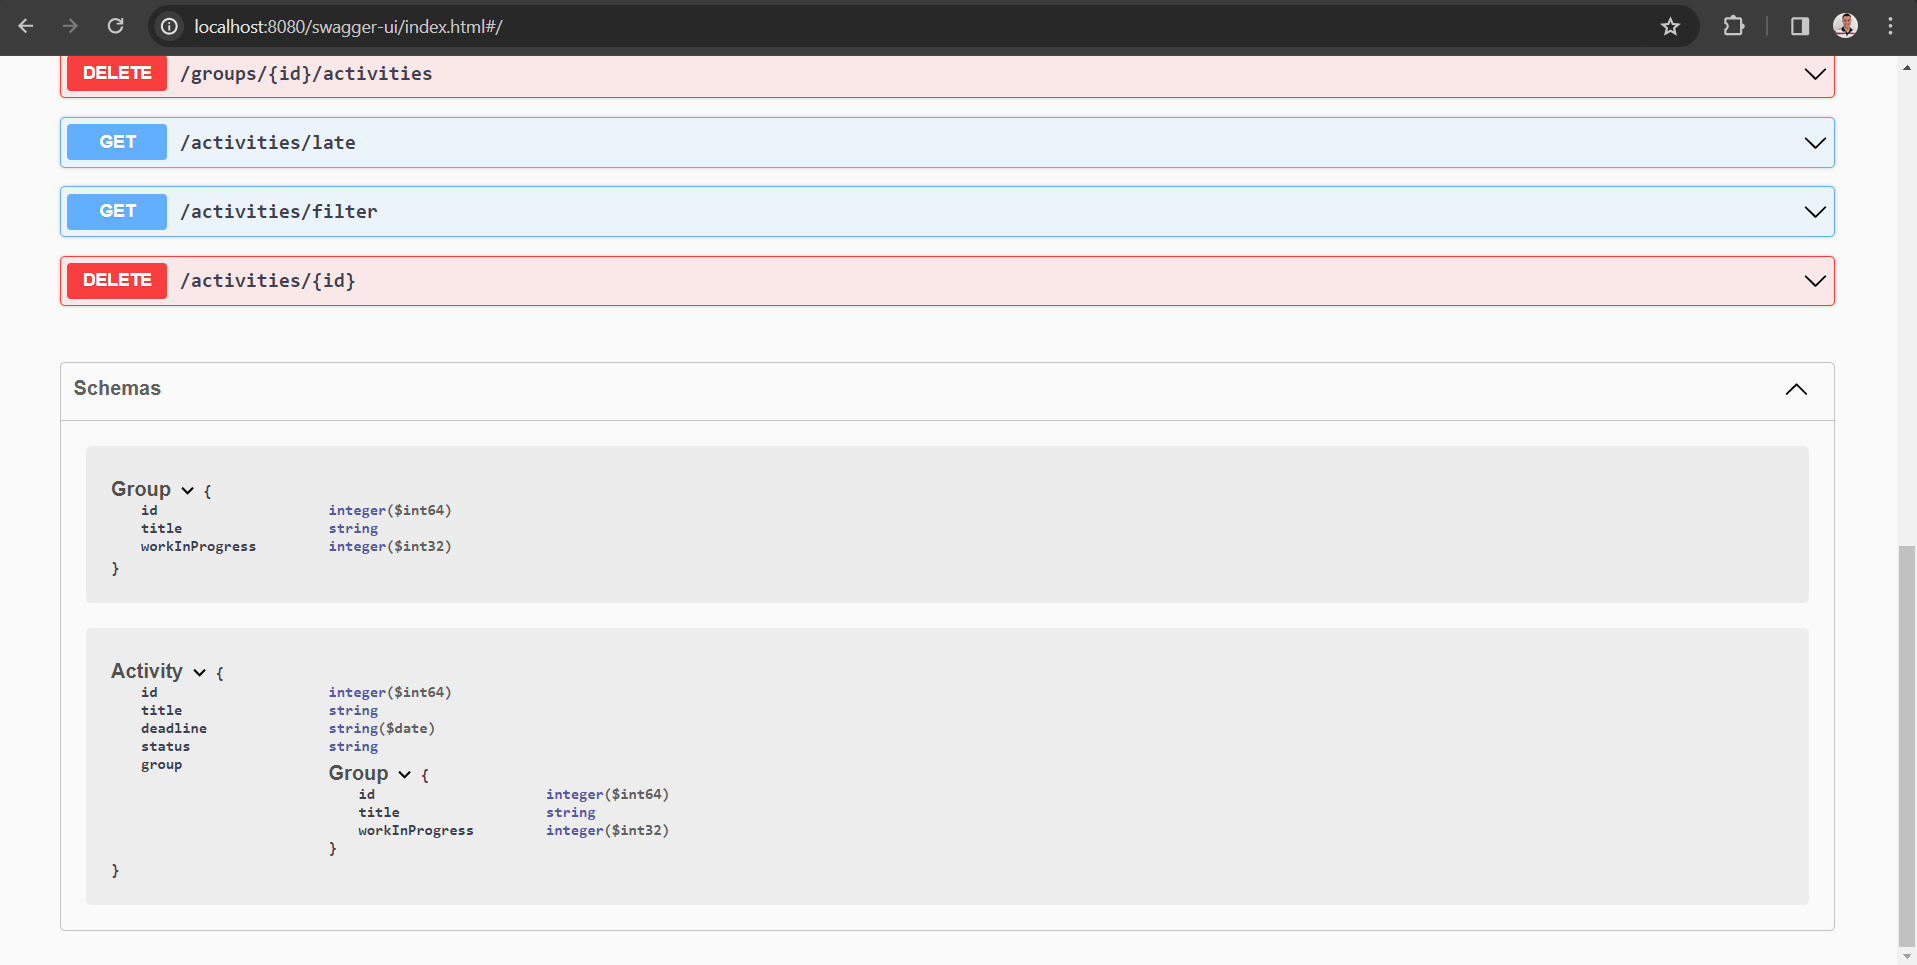 localhost:8080/swagger-ui/index.html#/
DELETE /groups/{id}/activities
GET /activities/late
GET /activities/filter
DELETE /activities/{id}
Schemas
Group {
id integer($int64)
title string
workInProgress integer($int32)
}
Activity {
id integer($int64)
title string
deadline string($date)
status string
group
Group {
id integer($int64)
title string
workInProgress integer($int32)
}
}